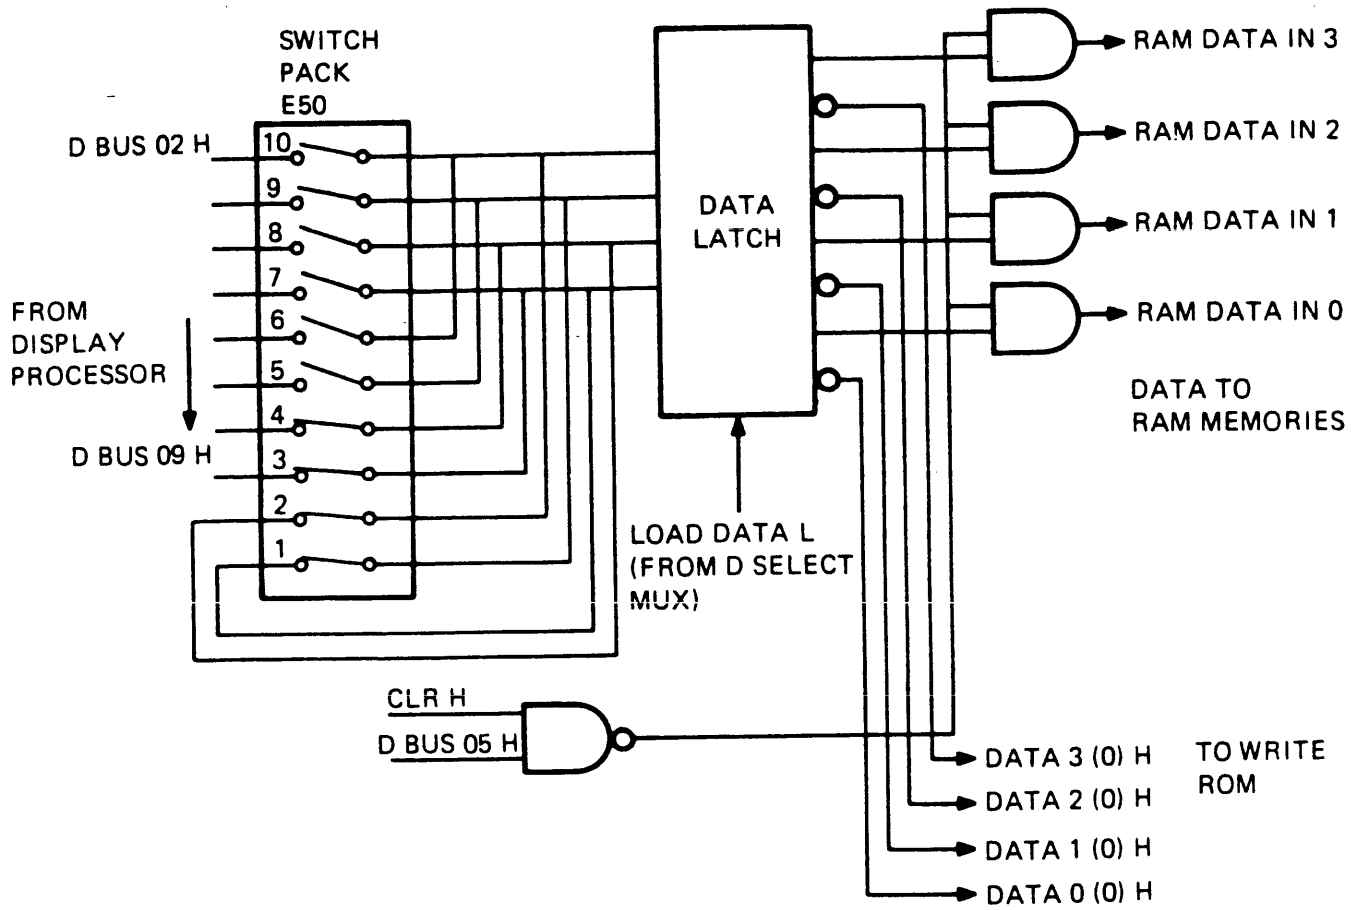 SWITCH
PACK
E50
D BUS 02 H
10
9
8
7
6
5
4
3
2
1
FROM
DISPLAY
PROCESSOR
D BUS 09 H
DATA
LATCH
LOAD DATA L
(FROM D SELECT
MUX)
RAM DATA IN 3
RAM DATA IN 2
RAM DATA IN 1
RAM DATA IN 0
DATA TO
RAM MEMORIES
CLR H
D BUS 05 H
DATA 3 (0) H
DATA 2 (0) H
DATA 1 (0) H
DATA 0 (0) H
TO WRITE
ROM